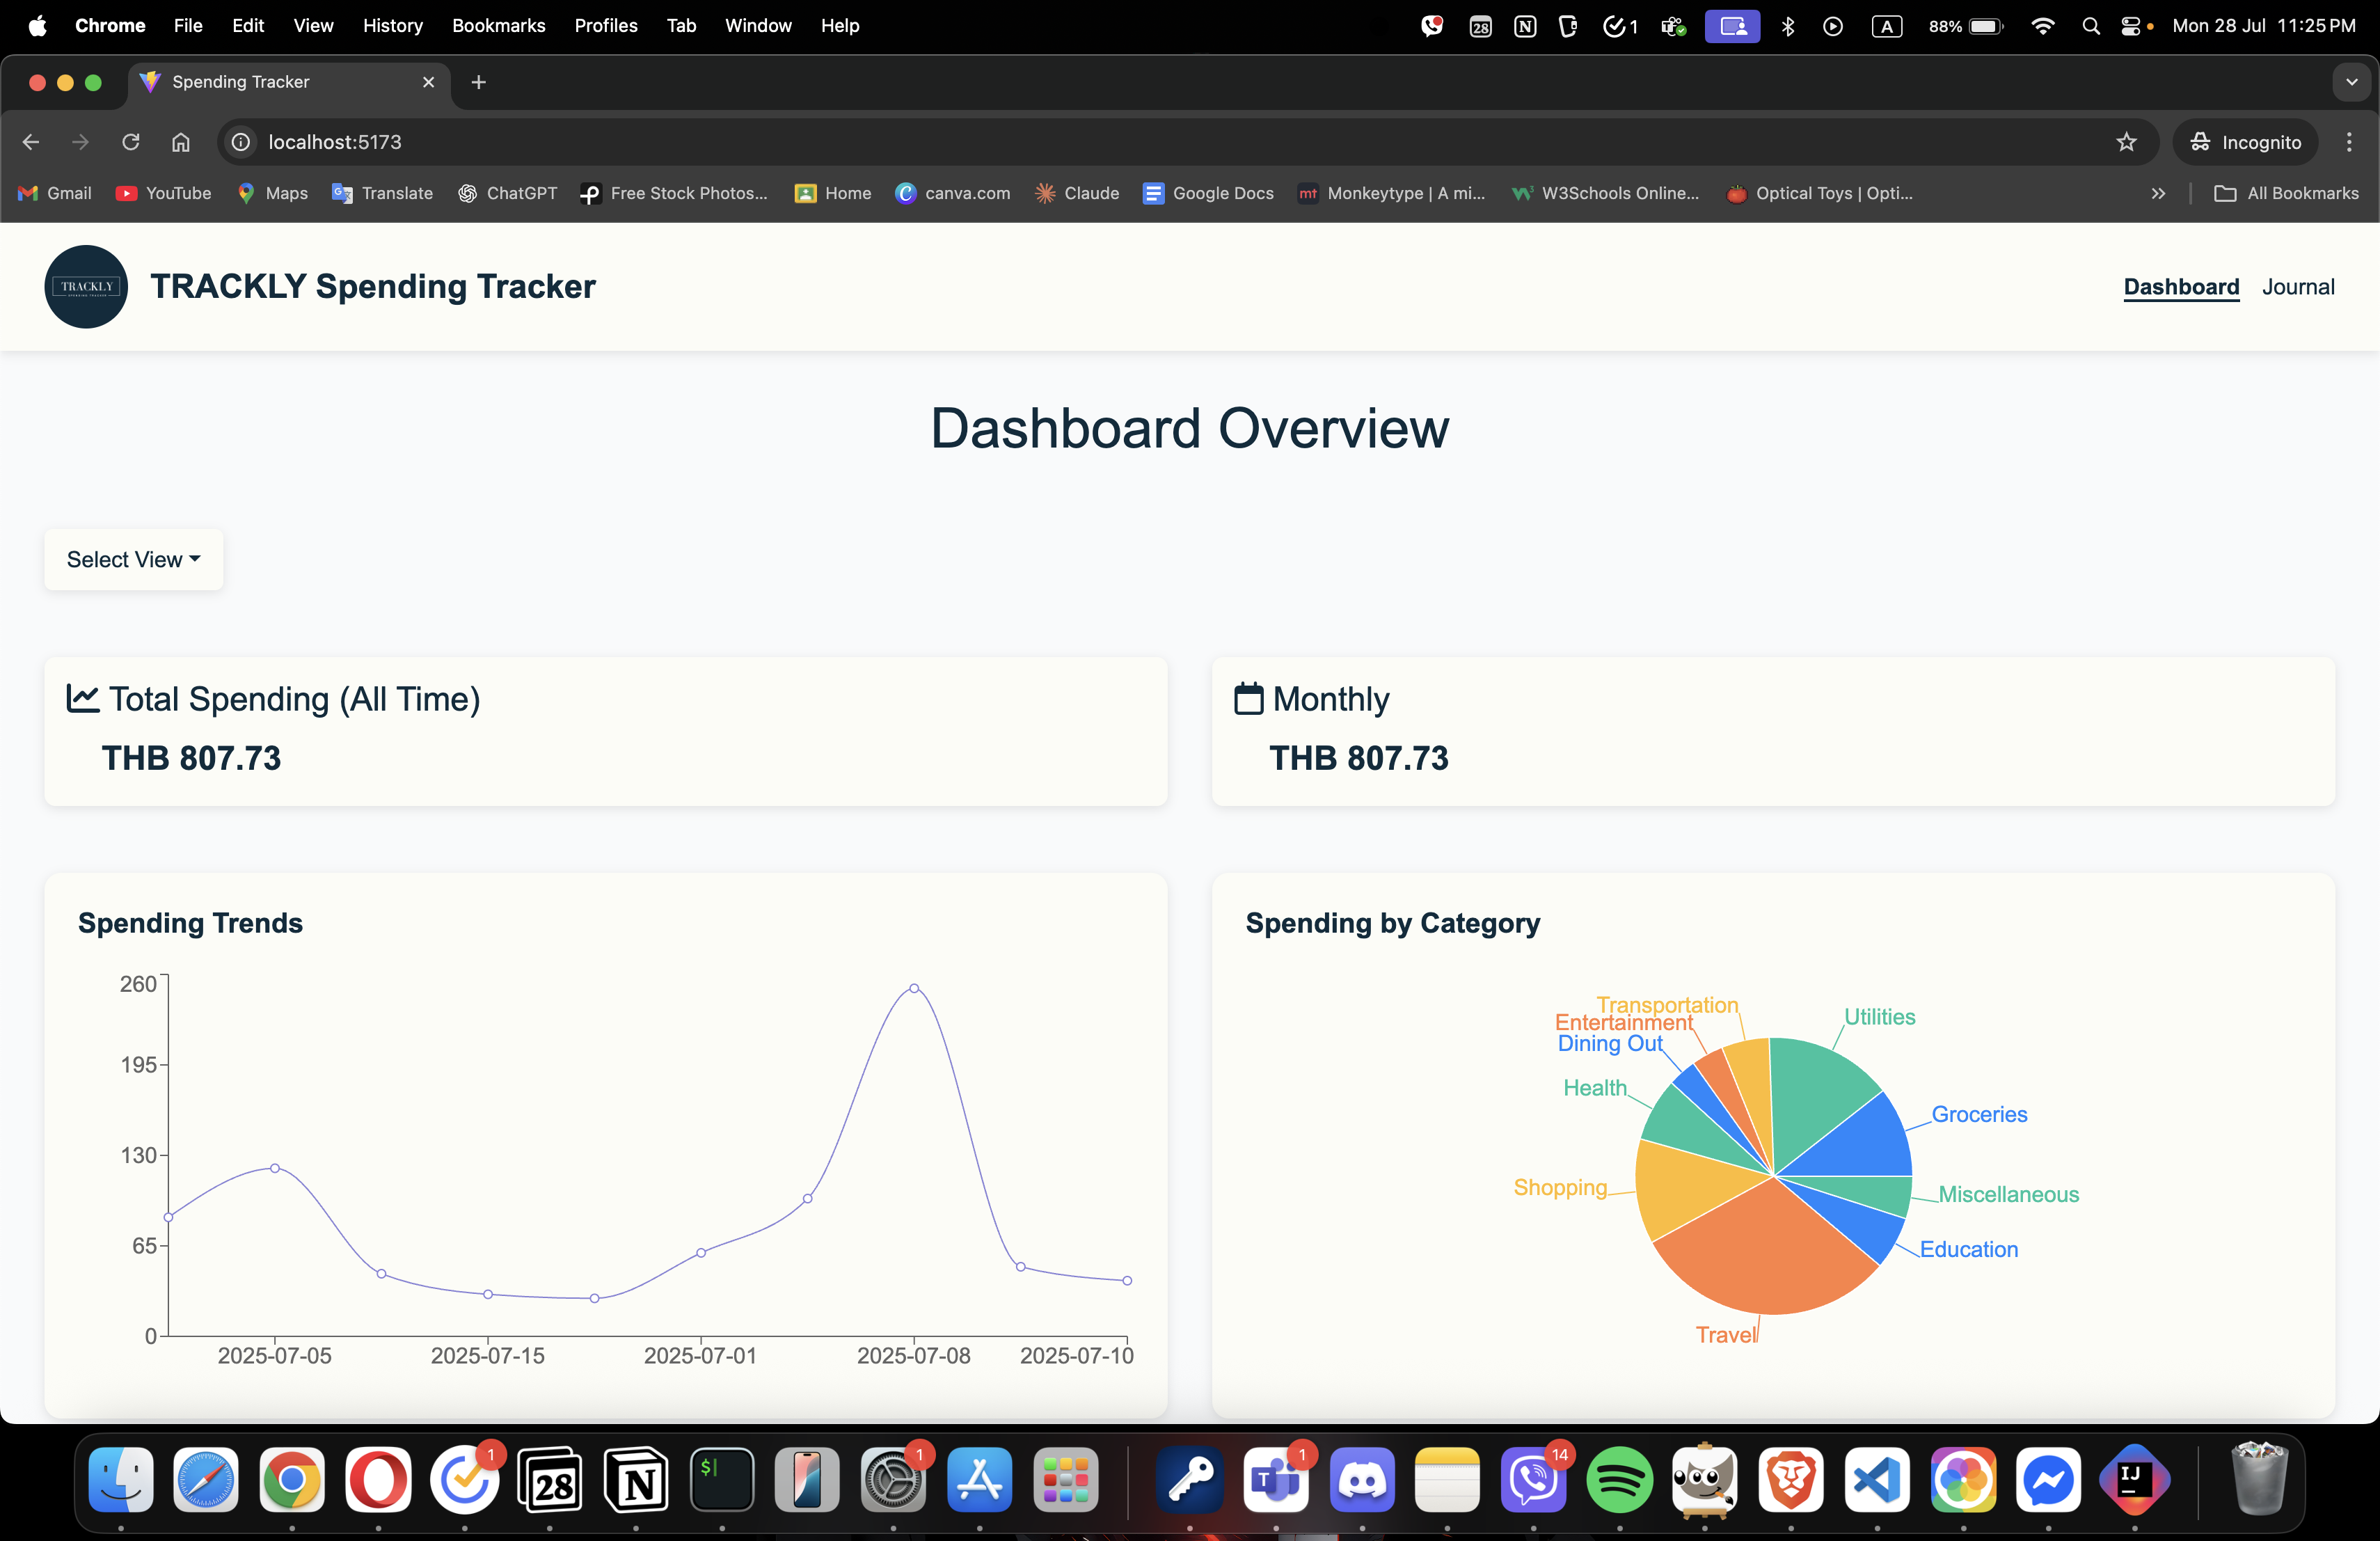 Chrome File Edit View History Bookmarks Profiles Tab Window Help 28 1 A 88% Mon 28 Jul 11:25 PM
Spending Tracker
localhost:5173 Incognito
Gmail YouTube Maps Translate ChatGPT Free Stock Photos... Home canva.com Claude Google Docs Monkeytype | A mi... W3Schools Online... Optical Toys | Opti... All Bookmarks
TRACKLY TRACKLY Spending Tracker Dashboard Journal
Dashboard Overview
Select View
Total Spending (All Time) Monthly
THB 807.73 THB 807.73
Spending Trends Spending by Category
260
195
130
65
0
2025-07-05 2025-07-15 2025-07-01 2025-07-08 2025-07-10
Transportation
Utilities
Entertainment
Dining Out
Health
Groceries
Shopping
Miscellaneous
Education
Travel
1 28 $ 1 T 1 14 IJ